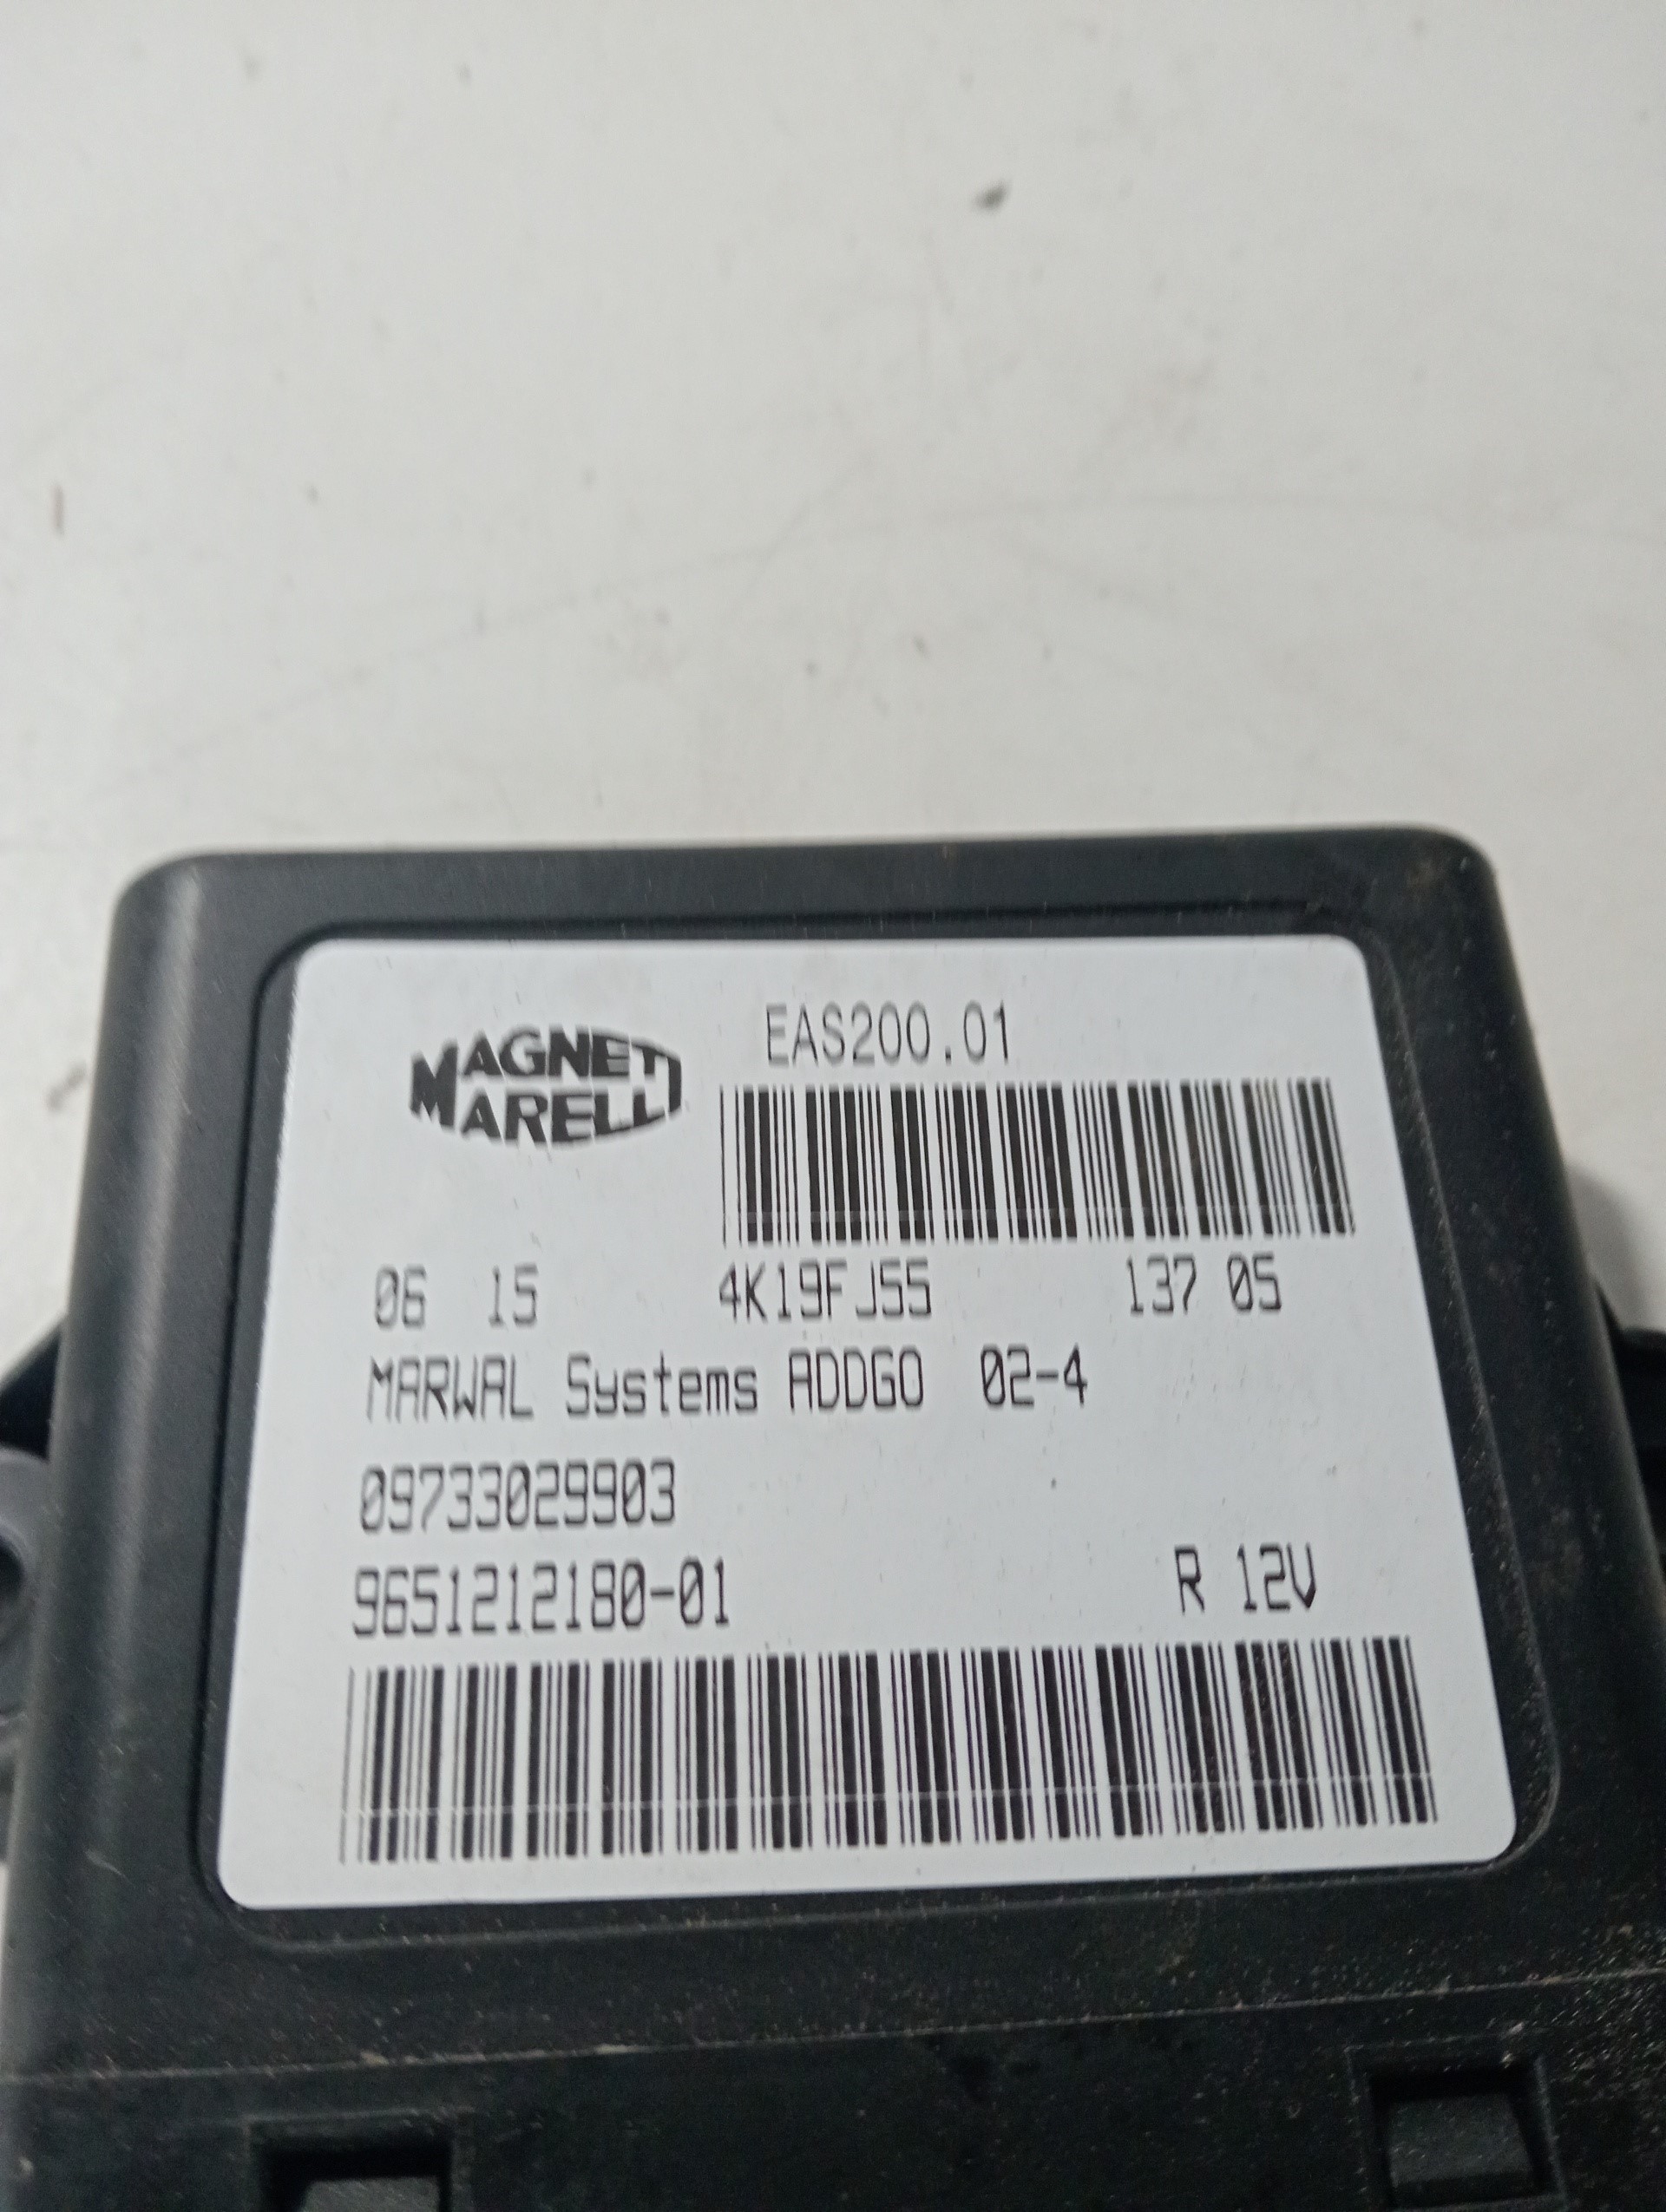 MAGNETI
MARELLI
EAS200.01
06 15 4K19FJ55 137 05
MARWAL Systems ADDGO 02-4
09733029903
9651212180-01 R 12V